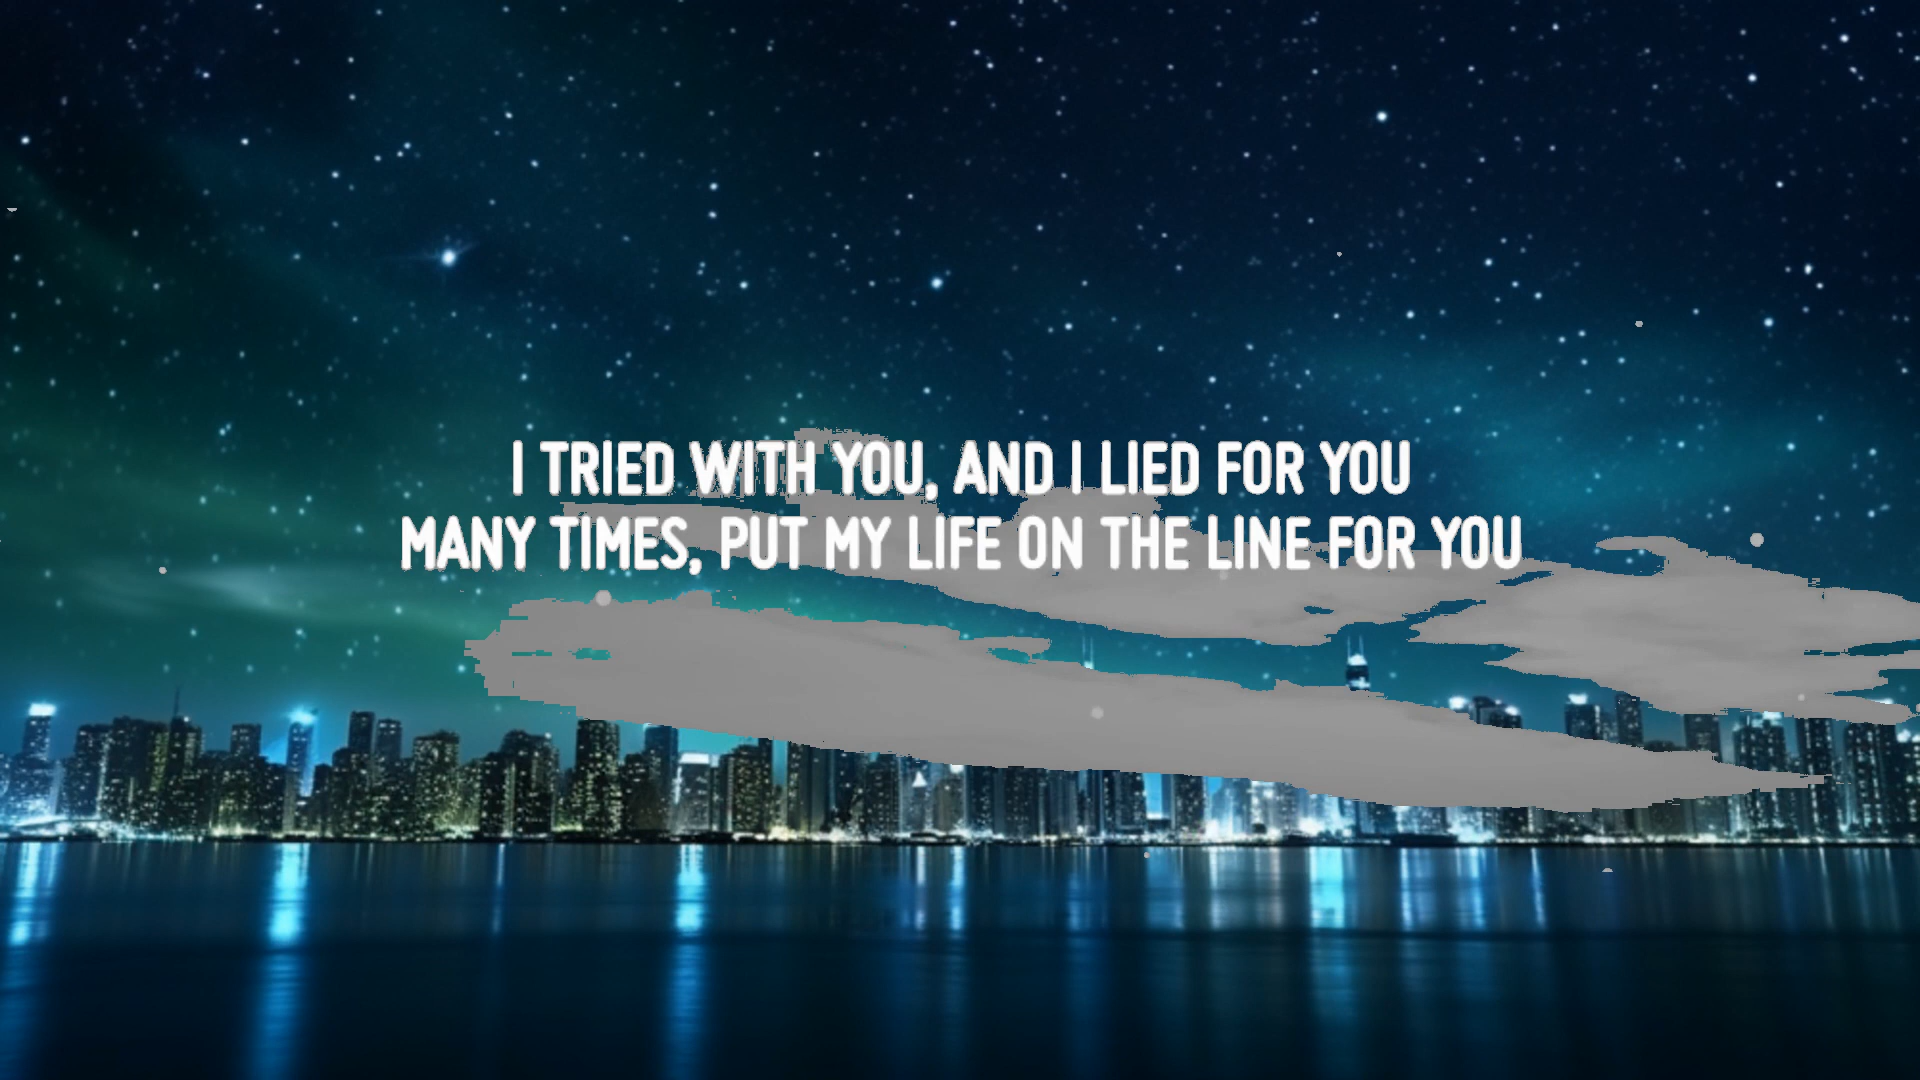 I TRIED WITH YOU, AND I LIED FOR YOU
MANY TIMES, PUT MY LIFE ON THE LINE FOR YOU